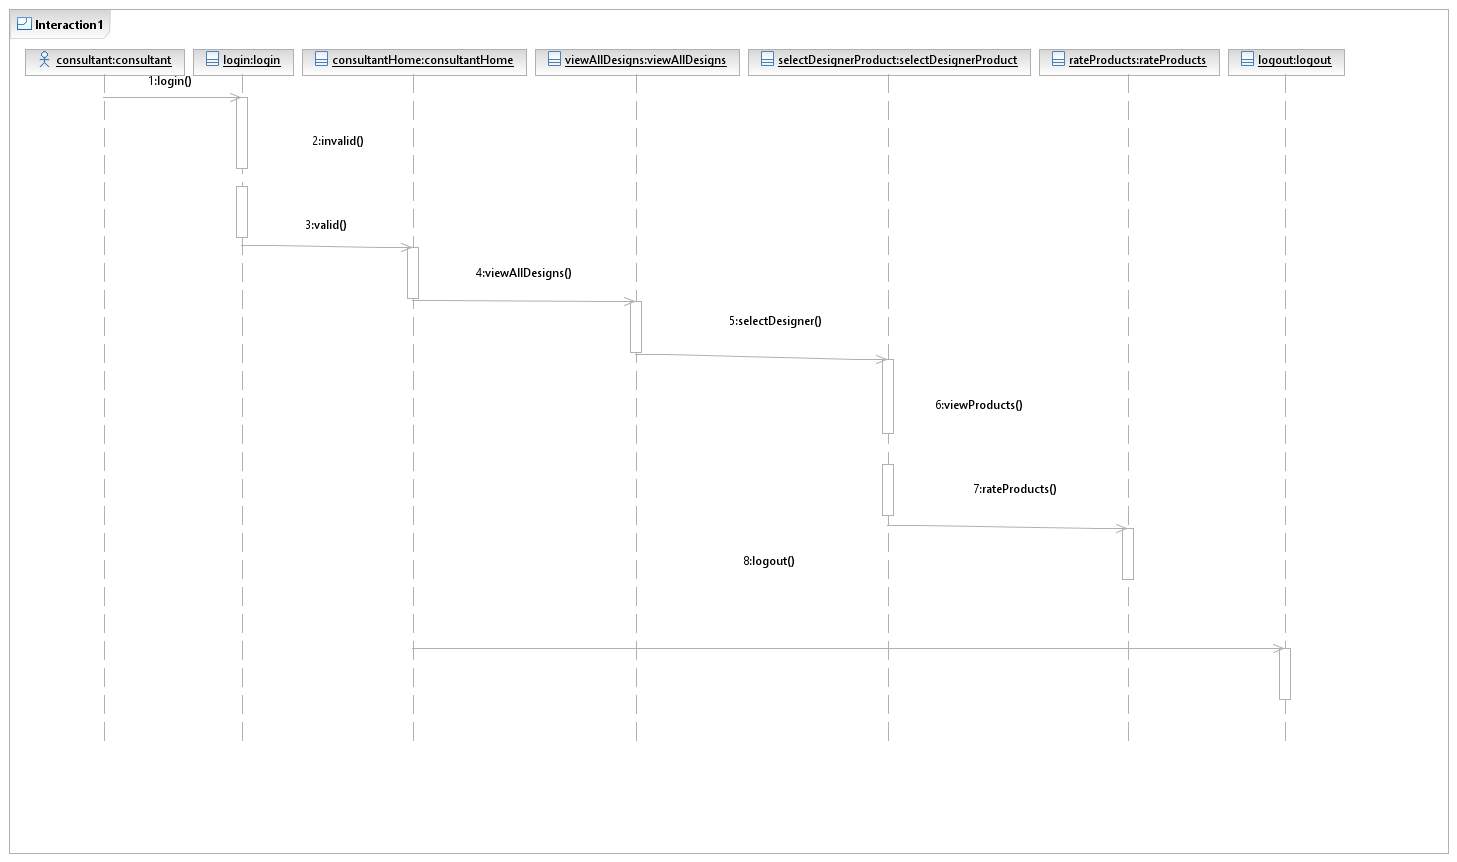 Interaction1
consultant:consultant
login:login
consultantHome:consultantHome
viewAllDesigns:viewAllDesigns
selectDesignerProduct:selectDesignerProduct
rateProducts:rateProducts
logout:logout
1:login()
2:invalid()
3:valid()
4:viewAllDesigns()
5:selectDesigner()
6:viewProducts()
7:rateProducts()
8:logout()